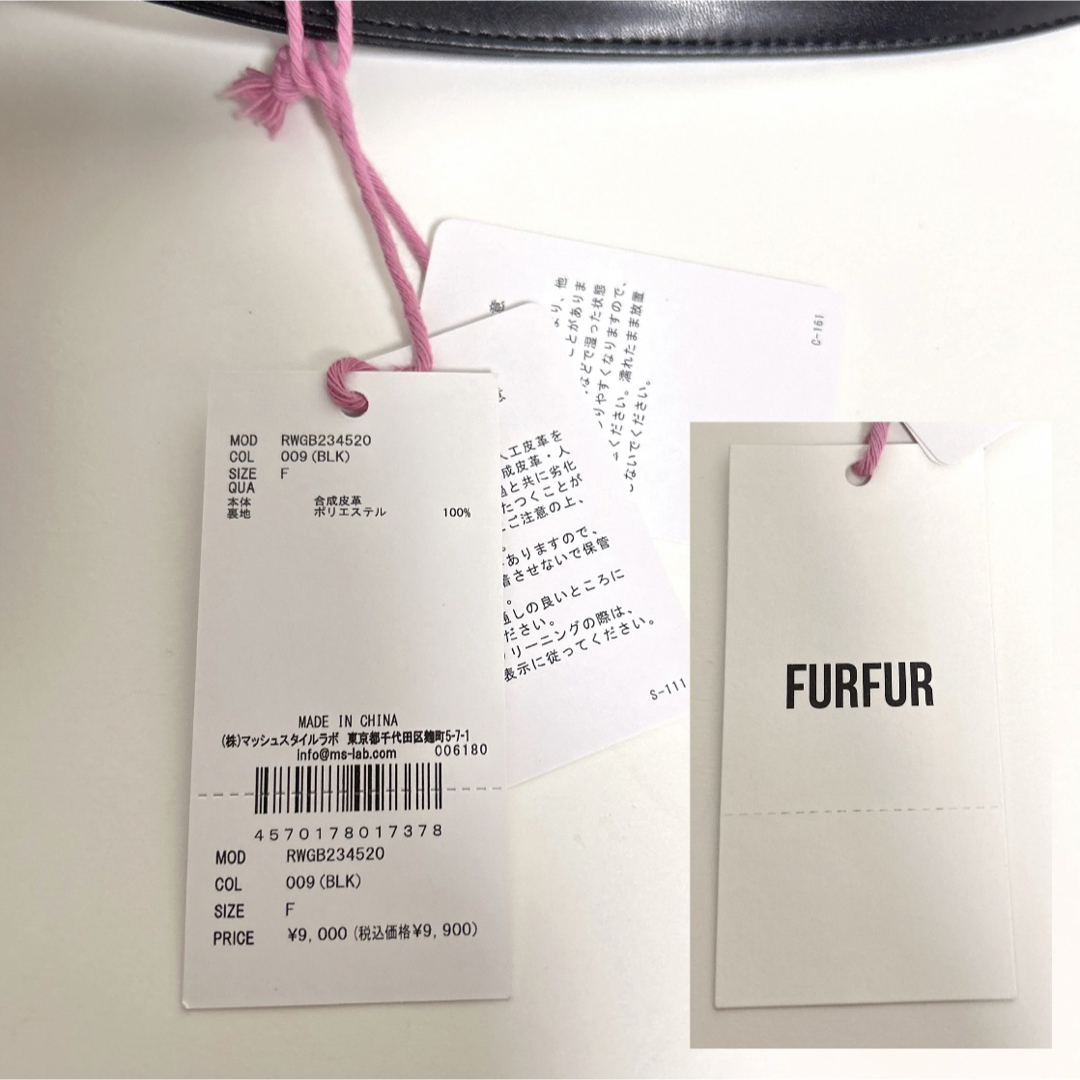 MOD RWGB234520
COL 009(BLK)
SIZE F
QUA
本体 合成皮革
裏地 ポリエステル 100%
MADE IN CHINA
(株)マッシュスタイルラボ 東京都千代田区麹町5-7-1
info@ms-lab.com 006180
4570178017378
MOD RWGB234520
COL 009(BLK)
SIZE F
PRICE ¥9,000(税込価格¥9,900)
人工皮革を
成皮革・人
と共に劣化
たつくことが
ご注意の上、
ありますので、
着させないで保管
。
通しの良いところに
ださい。
リーニングの際は、
表示に従ってください。
S-111
より、他
ことがありま
などで湿った状態
りやすくなりますので、
ください。濡れたまま放置
ないでください。
C-161
FURFUR